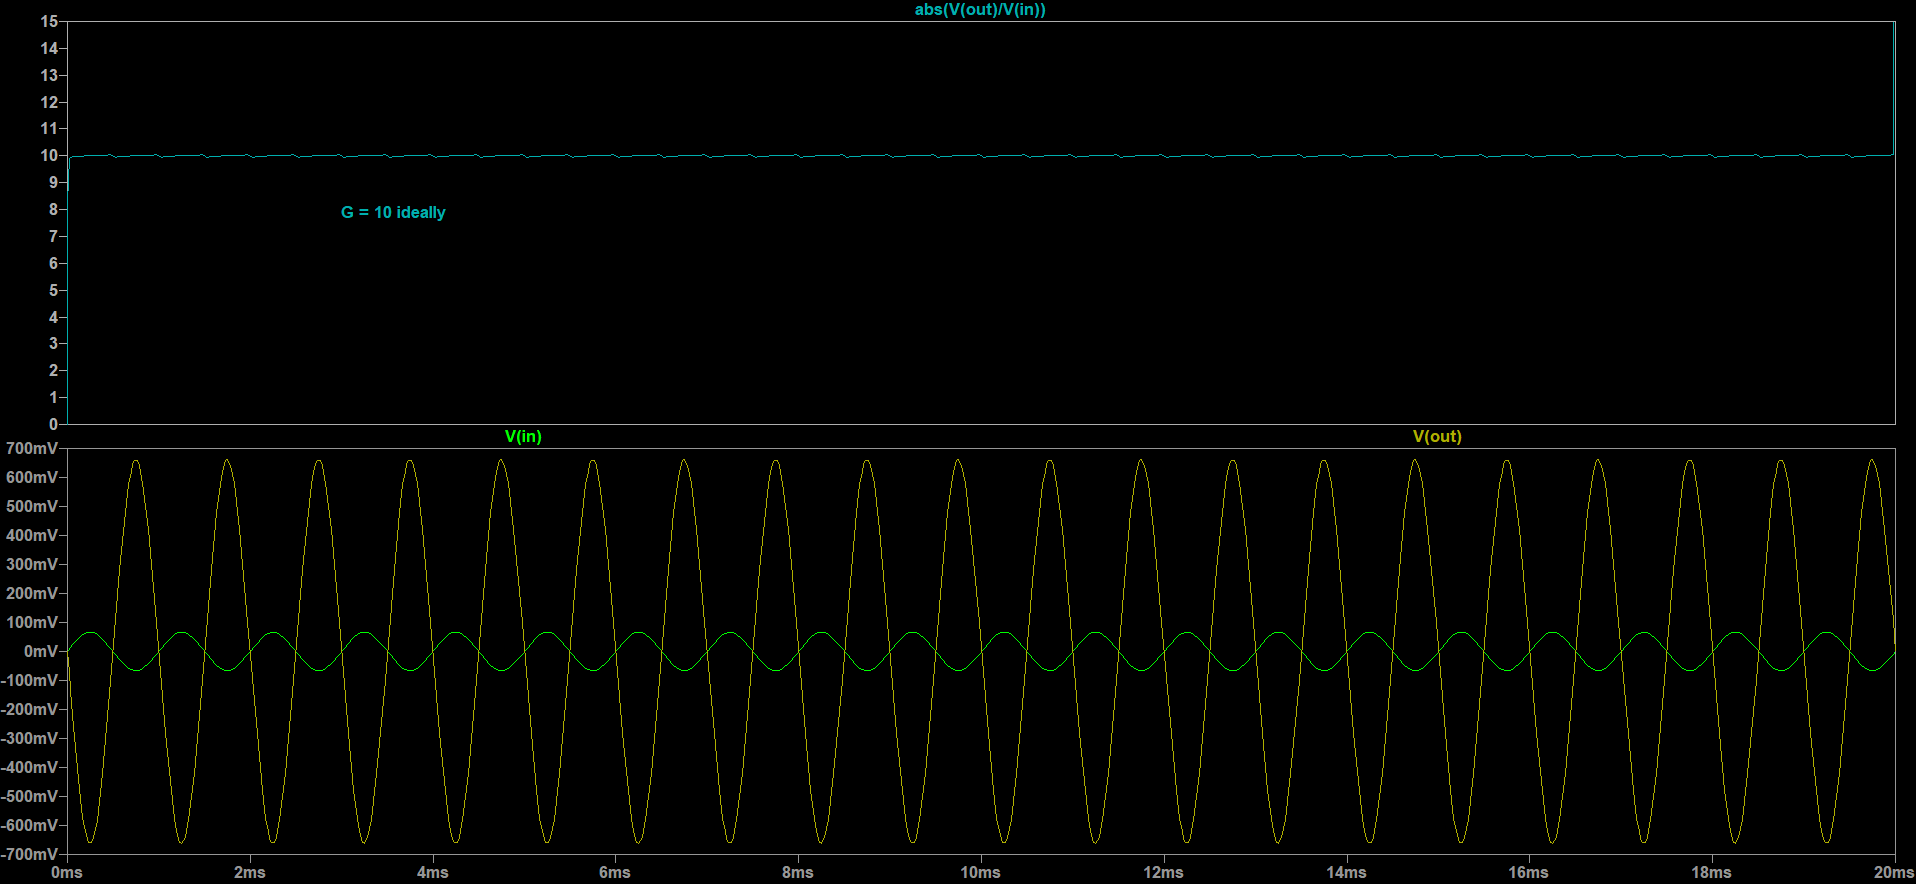 abs(V(out)/V(in))
15
14
13
12
11
10
9
8
7
6
5
4
3
2
1
0
G = 10 ideally
V(in) V(out)
700mV
600mV
500mV
400mV
300mV
200mV
100mV
0mV
-100mV
-200mV
-300mV
-400mV
-500mV
-600mV
-700mV
0ms 2ms 4ms 6ms 8ms 10ms 12ms 14ms 16ms 18ms 20ms